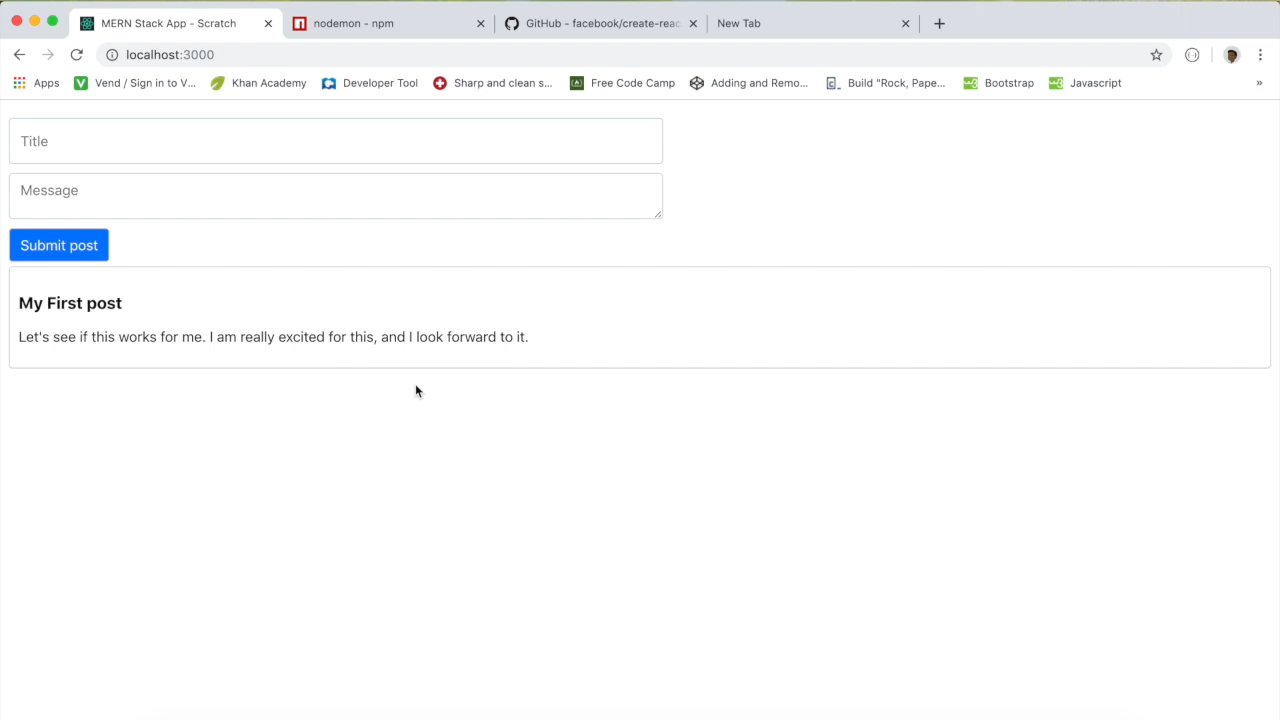 MERN Stack App - Scratch
nodemon - npm
GitHub - facebook/create-reac
New Tab
localhost:3000
Apps
Vend / Sign in to V...
Khan Academy
Developer Tool
Sharp and clean s...
Free Code Camp
Adding and Remo...
Build "Rock, Pape...
Bootstrap
Javascript
»
Title
Message
Submit post
My First post
Let's see if this works for me. I am really excited for this, and I look forward to it.